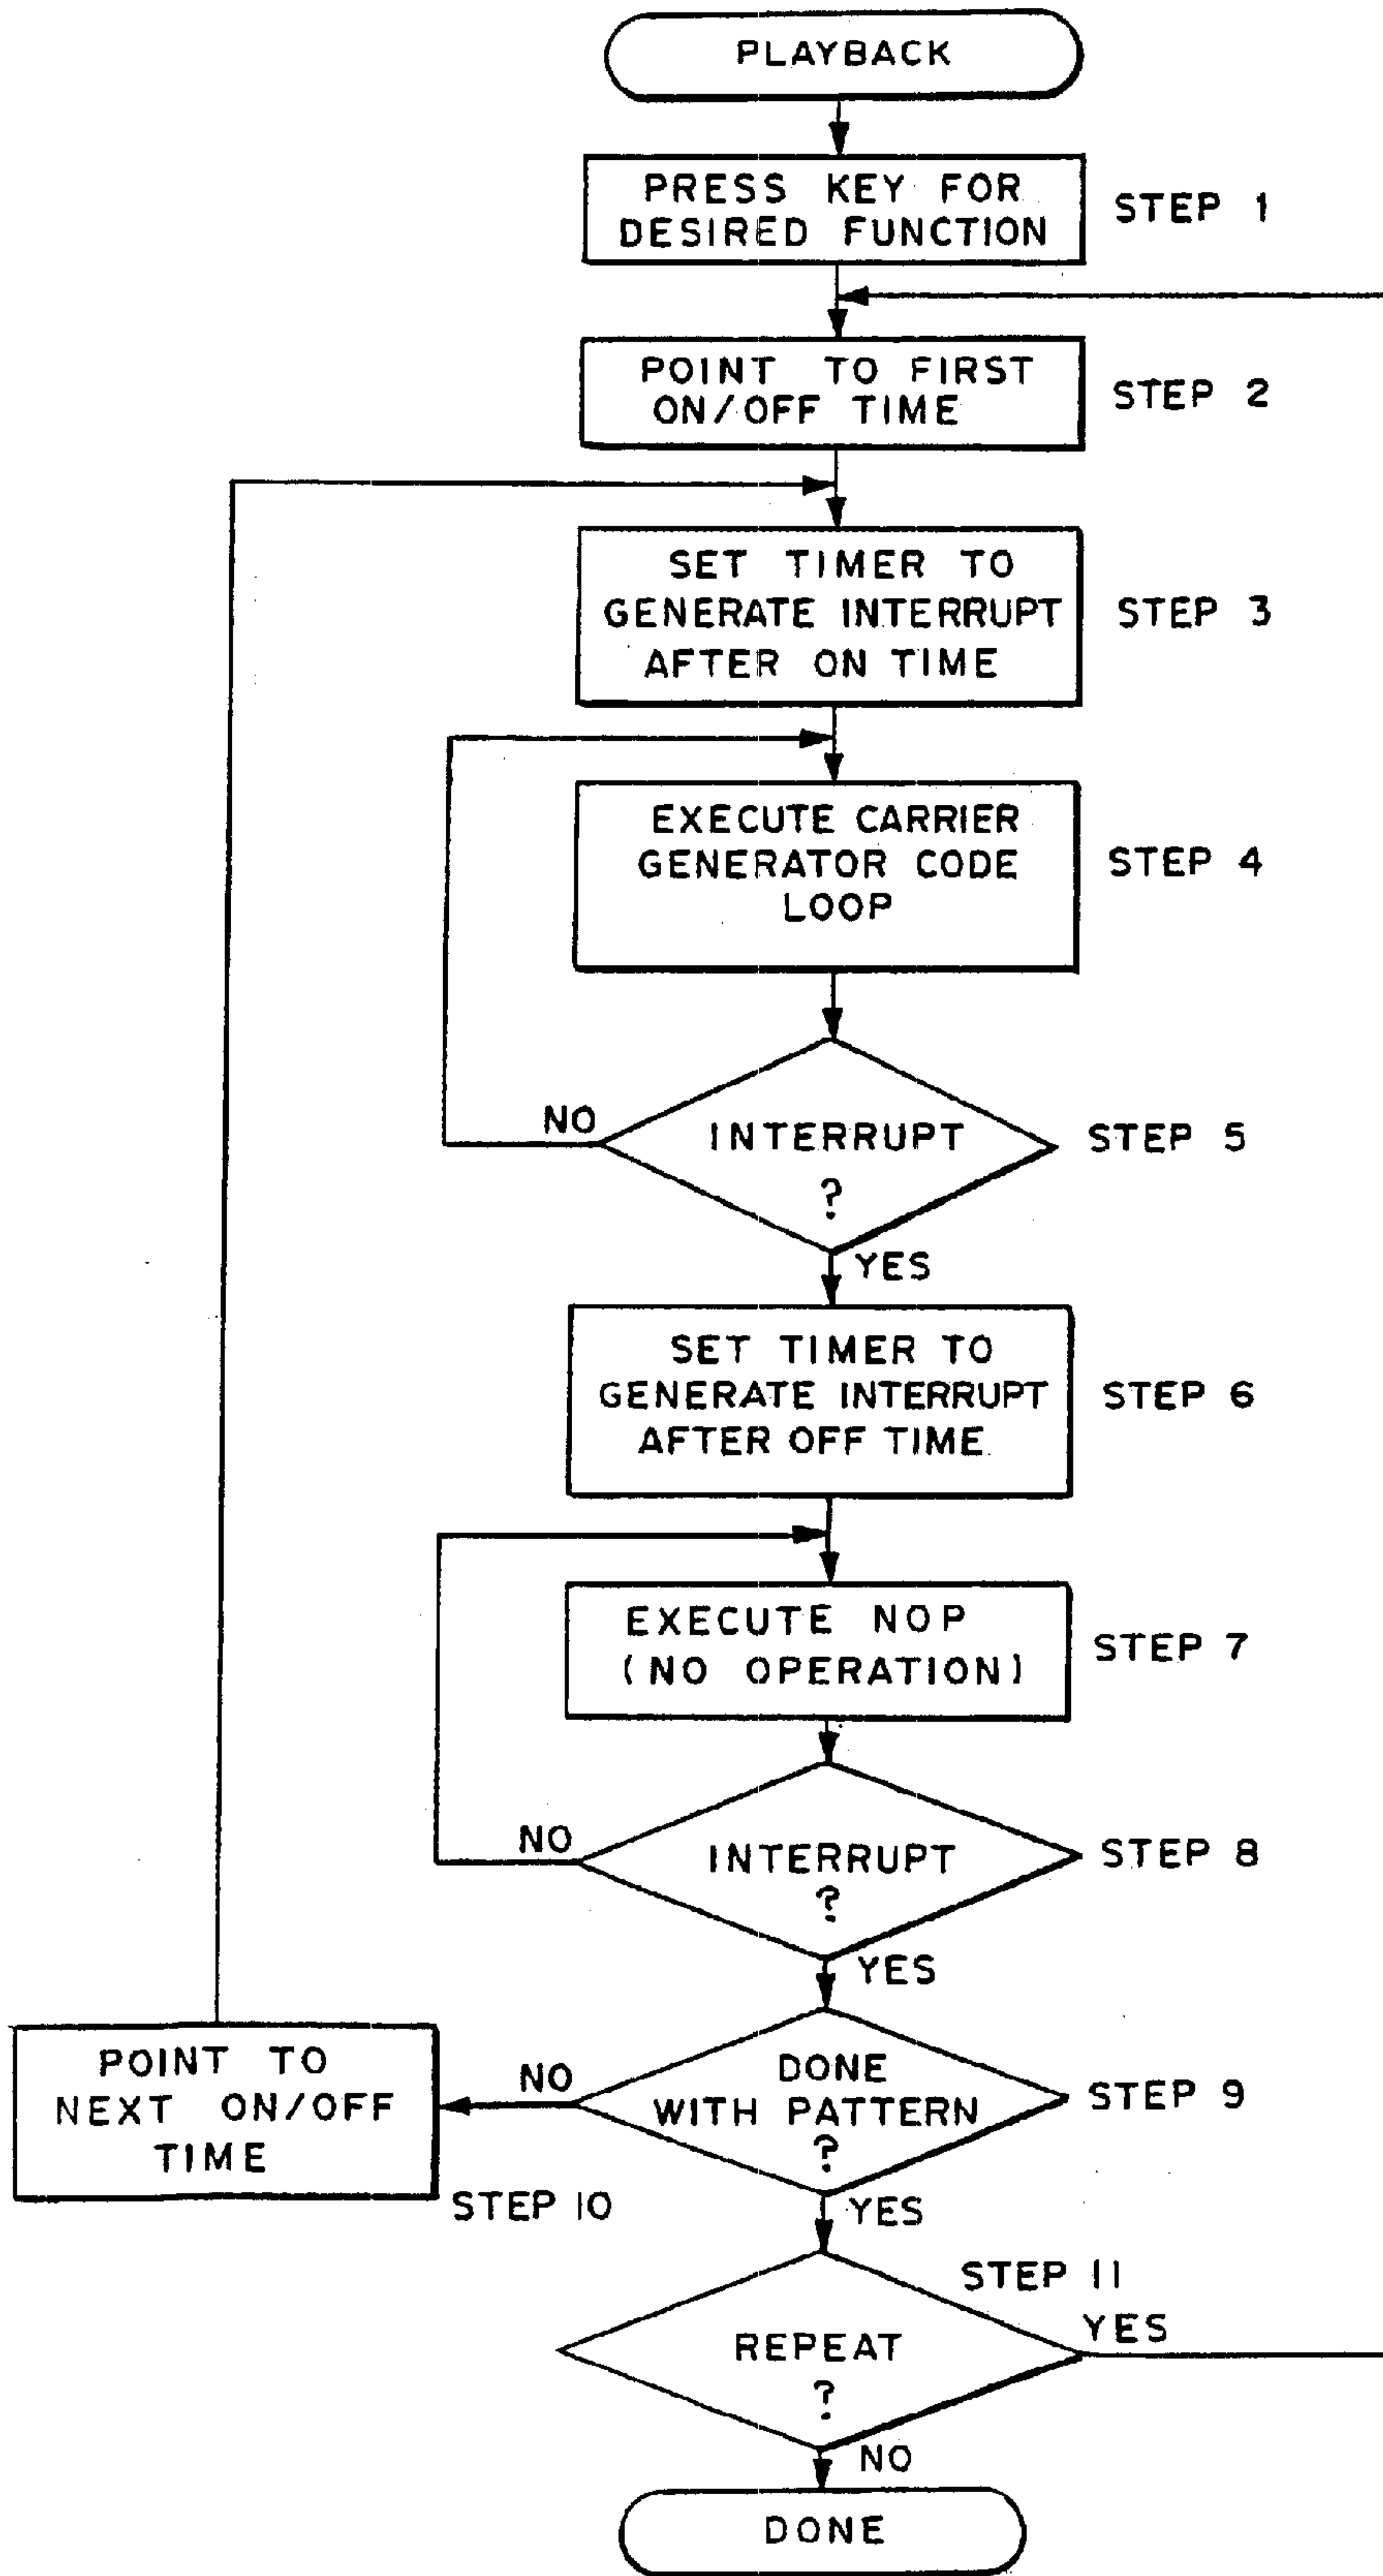 PLAYBACK
PRESS KEY FOR
DESIRED FUNCTION
STEP 1
POINT TO FIRST
ON/OFF TIME
STEP 2
SET TIMER TO
GENERATE INTERRUPT
AFTER ON TIME
STEP 3
EXECUTE CARRIER
GENERATOR CODE
LOOP
STEP 4
NO
INTERRUPT
?
STEP 5
YES
SET TIMER TO
GENERATE INTERRUPT
AFTER OFF TIME
STEP 6
EXECUTE NOP
(NO OPERATION)
STEP 7
NO
INTERRUPT
?
STEP 8
YES
DONE
WITH PATTERN
?
STEP 9
NO
POINT TO
NEXT ON/OFF
TIME
STEP 10
YES
STEP 11
REPEAT
?
YES
NO
DONE